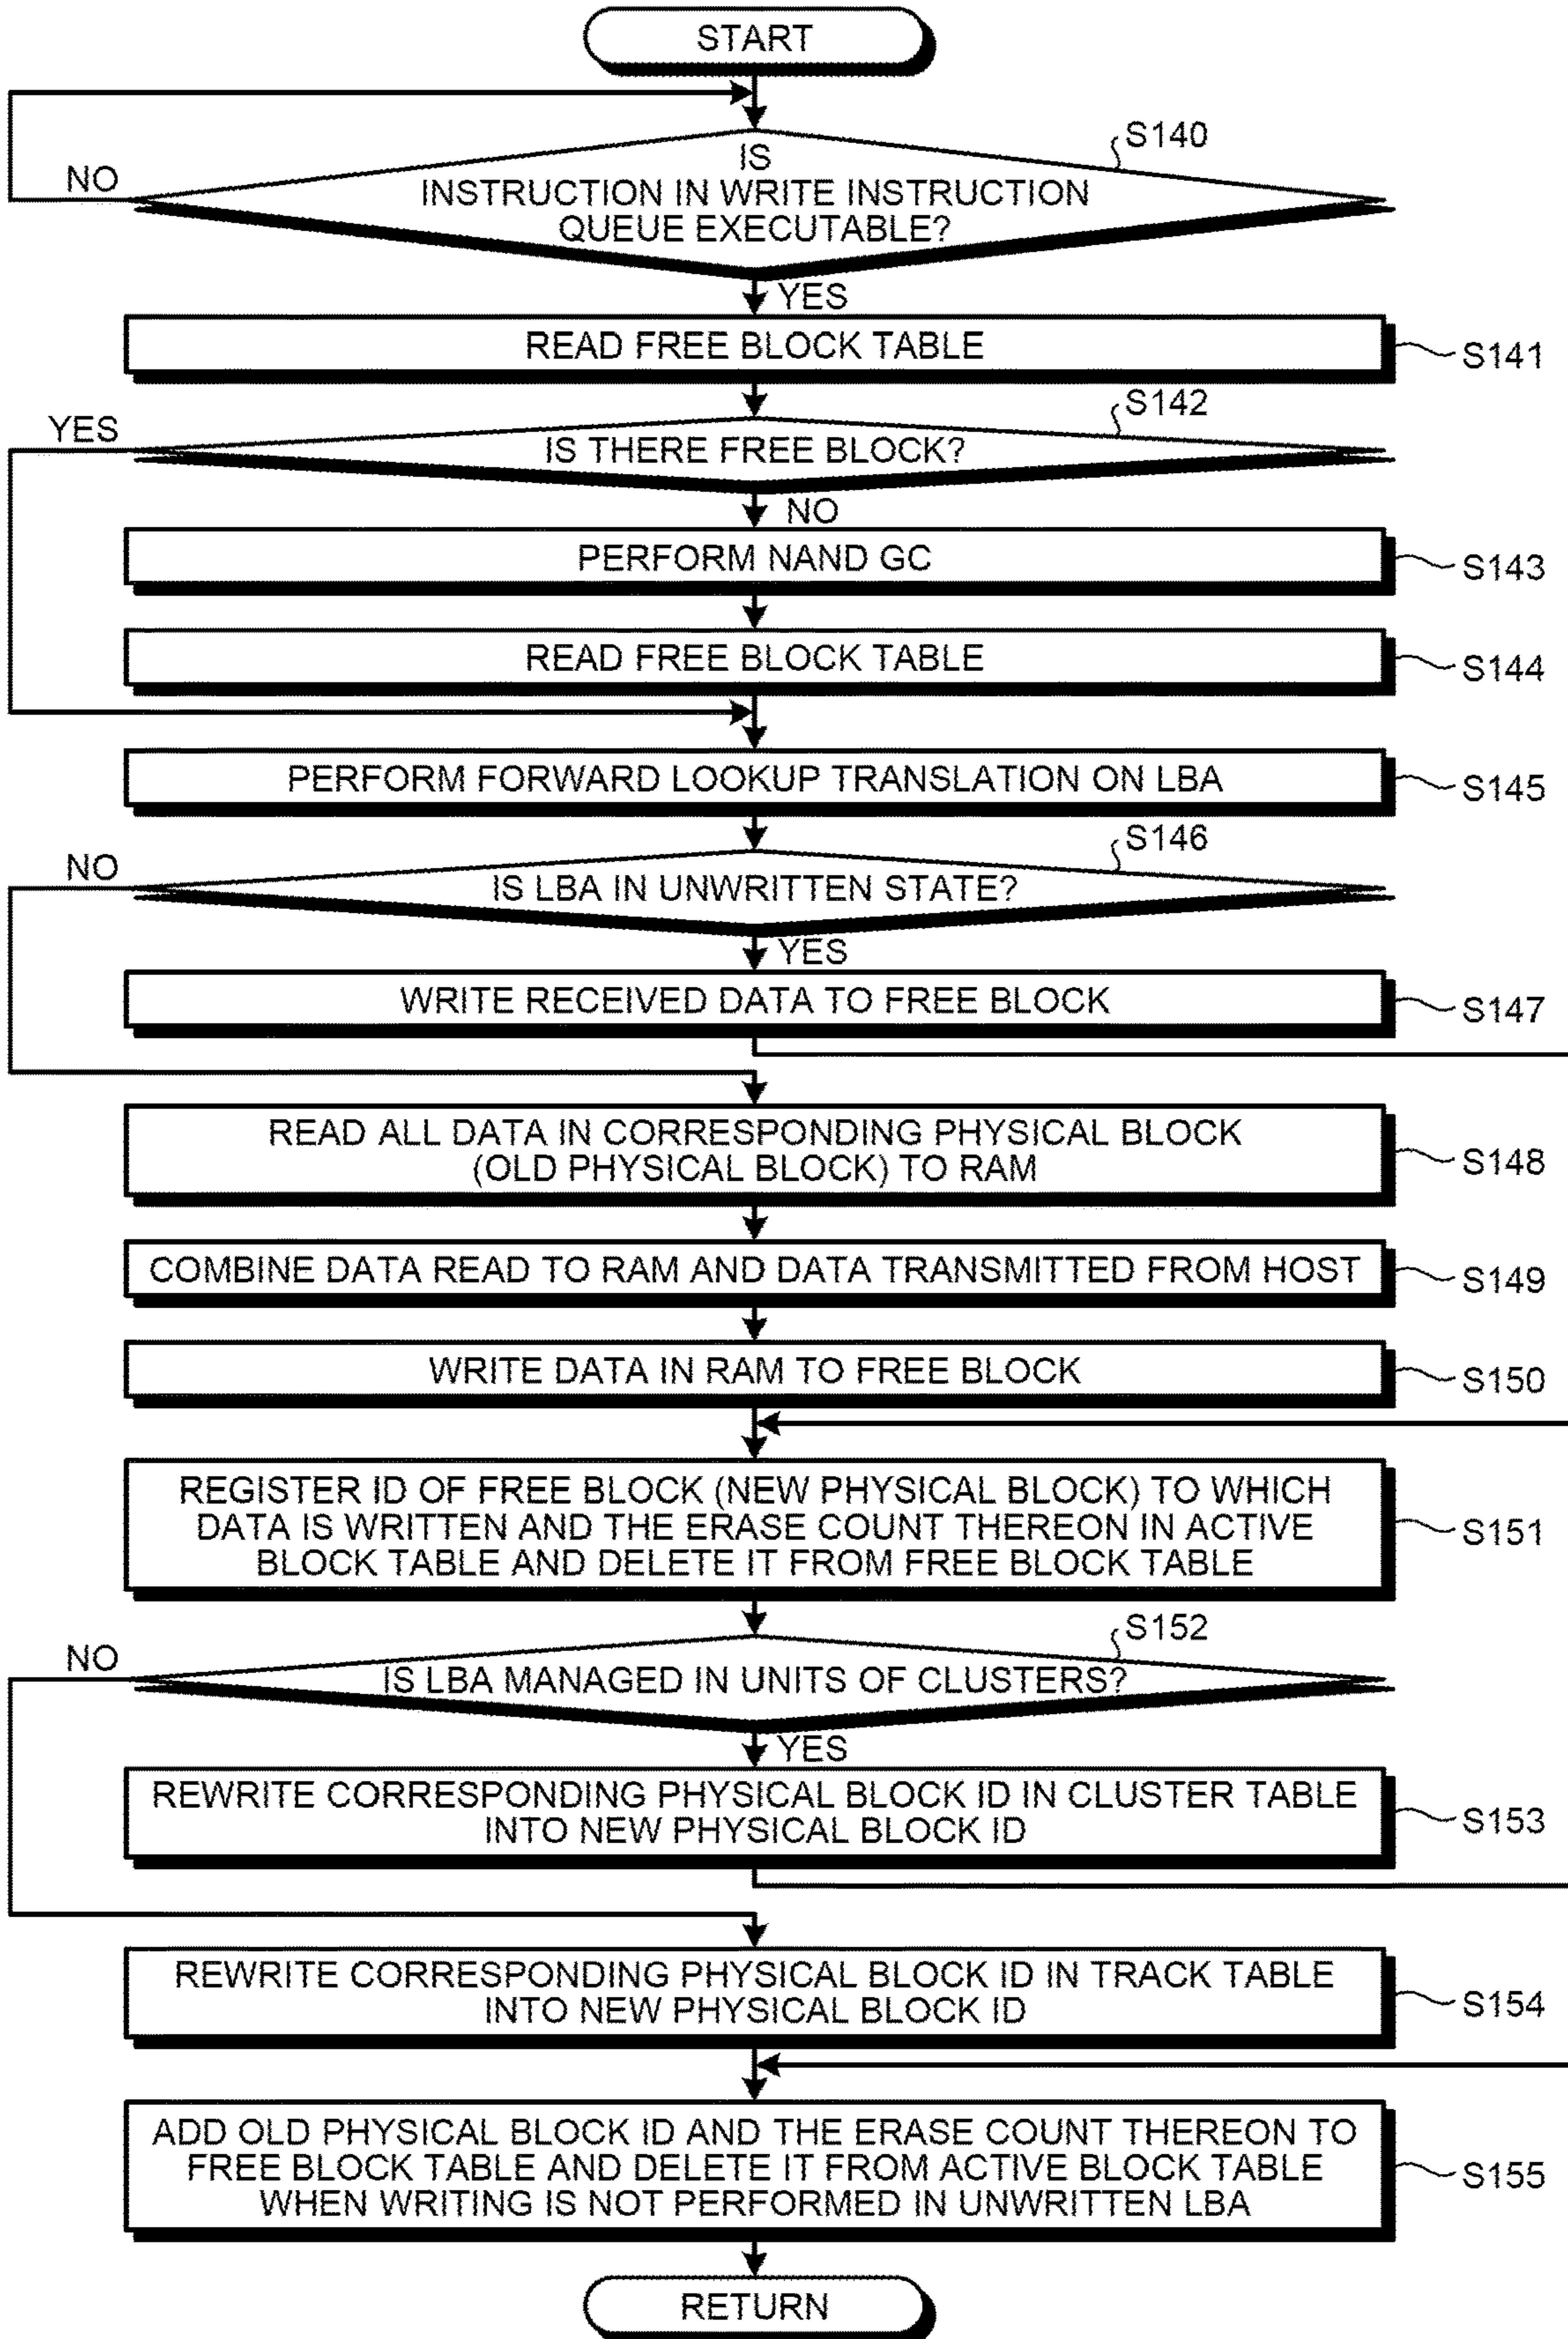 START
S140
IS
NO
INSTRUCTION IN WRITE INSTRUCTION
QUEUE EXECUTABLE?
YES
READ FREE BLOCK TABLE
S141
S142
YES
IS THERE FREE BLOCK?
NO
PERFORM NAND GC
S143
READ FREE BLOCK TABLE
S144
PERFORM FORWARD LOOKUP TRANSLATION ON LBA
S145
S146
NO
IS LBA IN UNWRITTEN STATE?
YES
WRITE RECEIVED DATA TO FREE BLOCK
S147
READ ALL DATA IN CORRESPONDING PHYSICAL BLOCK
(OLD PHYSICAL BLOCK) TO RAM
S148
COMBINE DATA READ TO RAM AND DATA TRANSMITTED FROM HOST
S149
WRITE DATA IN RAM TO FREE BLOCK
S150
REGISTER ID OF FREE BLOCK (NEW PHYSICAL BLOCK) TO WHICH
DATA IS WRITTEN AND THE ERASE COUNT THEREON IN ACTIVE
BLOCK TABLE AND DELETE IT FROM FREE BLOCK TABLE
S151
S152
NO
IS LBA MANAGED IN UNITS OF CLUSTERS?
YES
REWRITE CORRESPONDING PHYSICAL BLOCK ID IN CLUSTER TABLE
INTO NEW PHYSICAL BLOCK ID
S153
REWRITE CORRESPONDING PHYSICAL BLOCK ID IN TRACK TABLE
INTO NEW PHYSICAL BLOCK ID
S154
ADD OLD PHYSICAL BLOCK ID AND THE ERASE COUNT THEREON TO
FREE BLOCK TABLE AND DELETE IT FROM ACTIVE BLOCK TABLE
WHEN WRITING IS NOT PERFORMED IN UNWRITTEN LBA
S155
RETURN